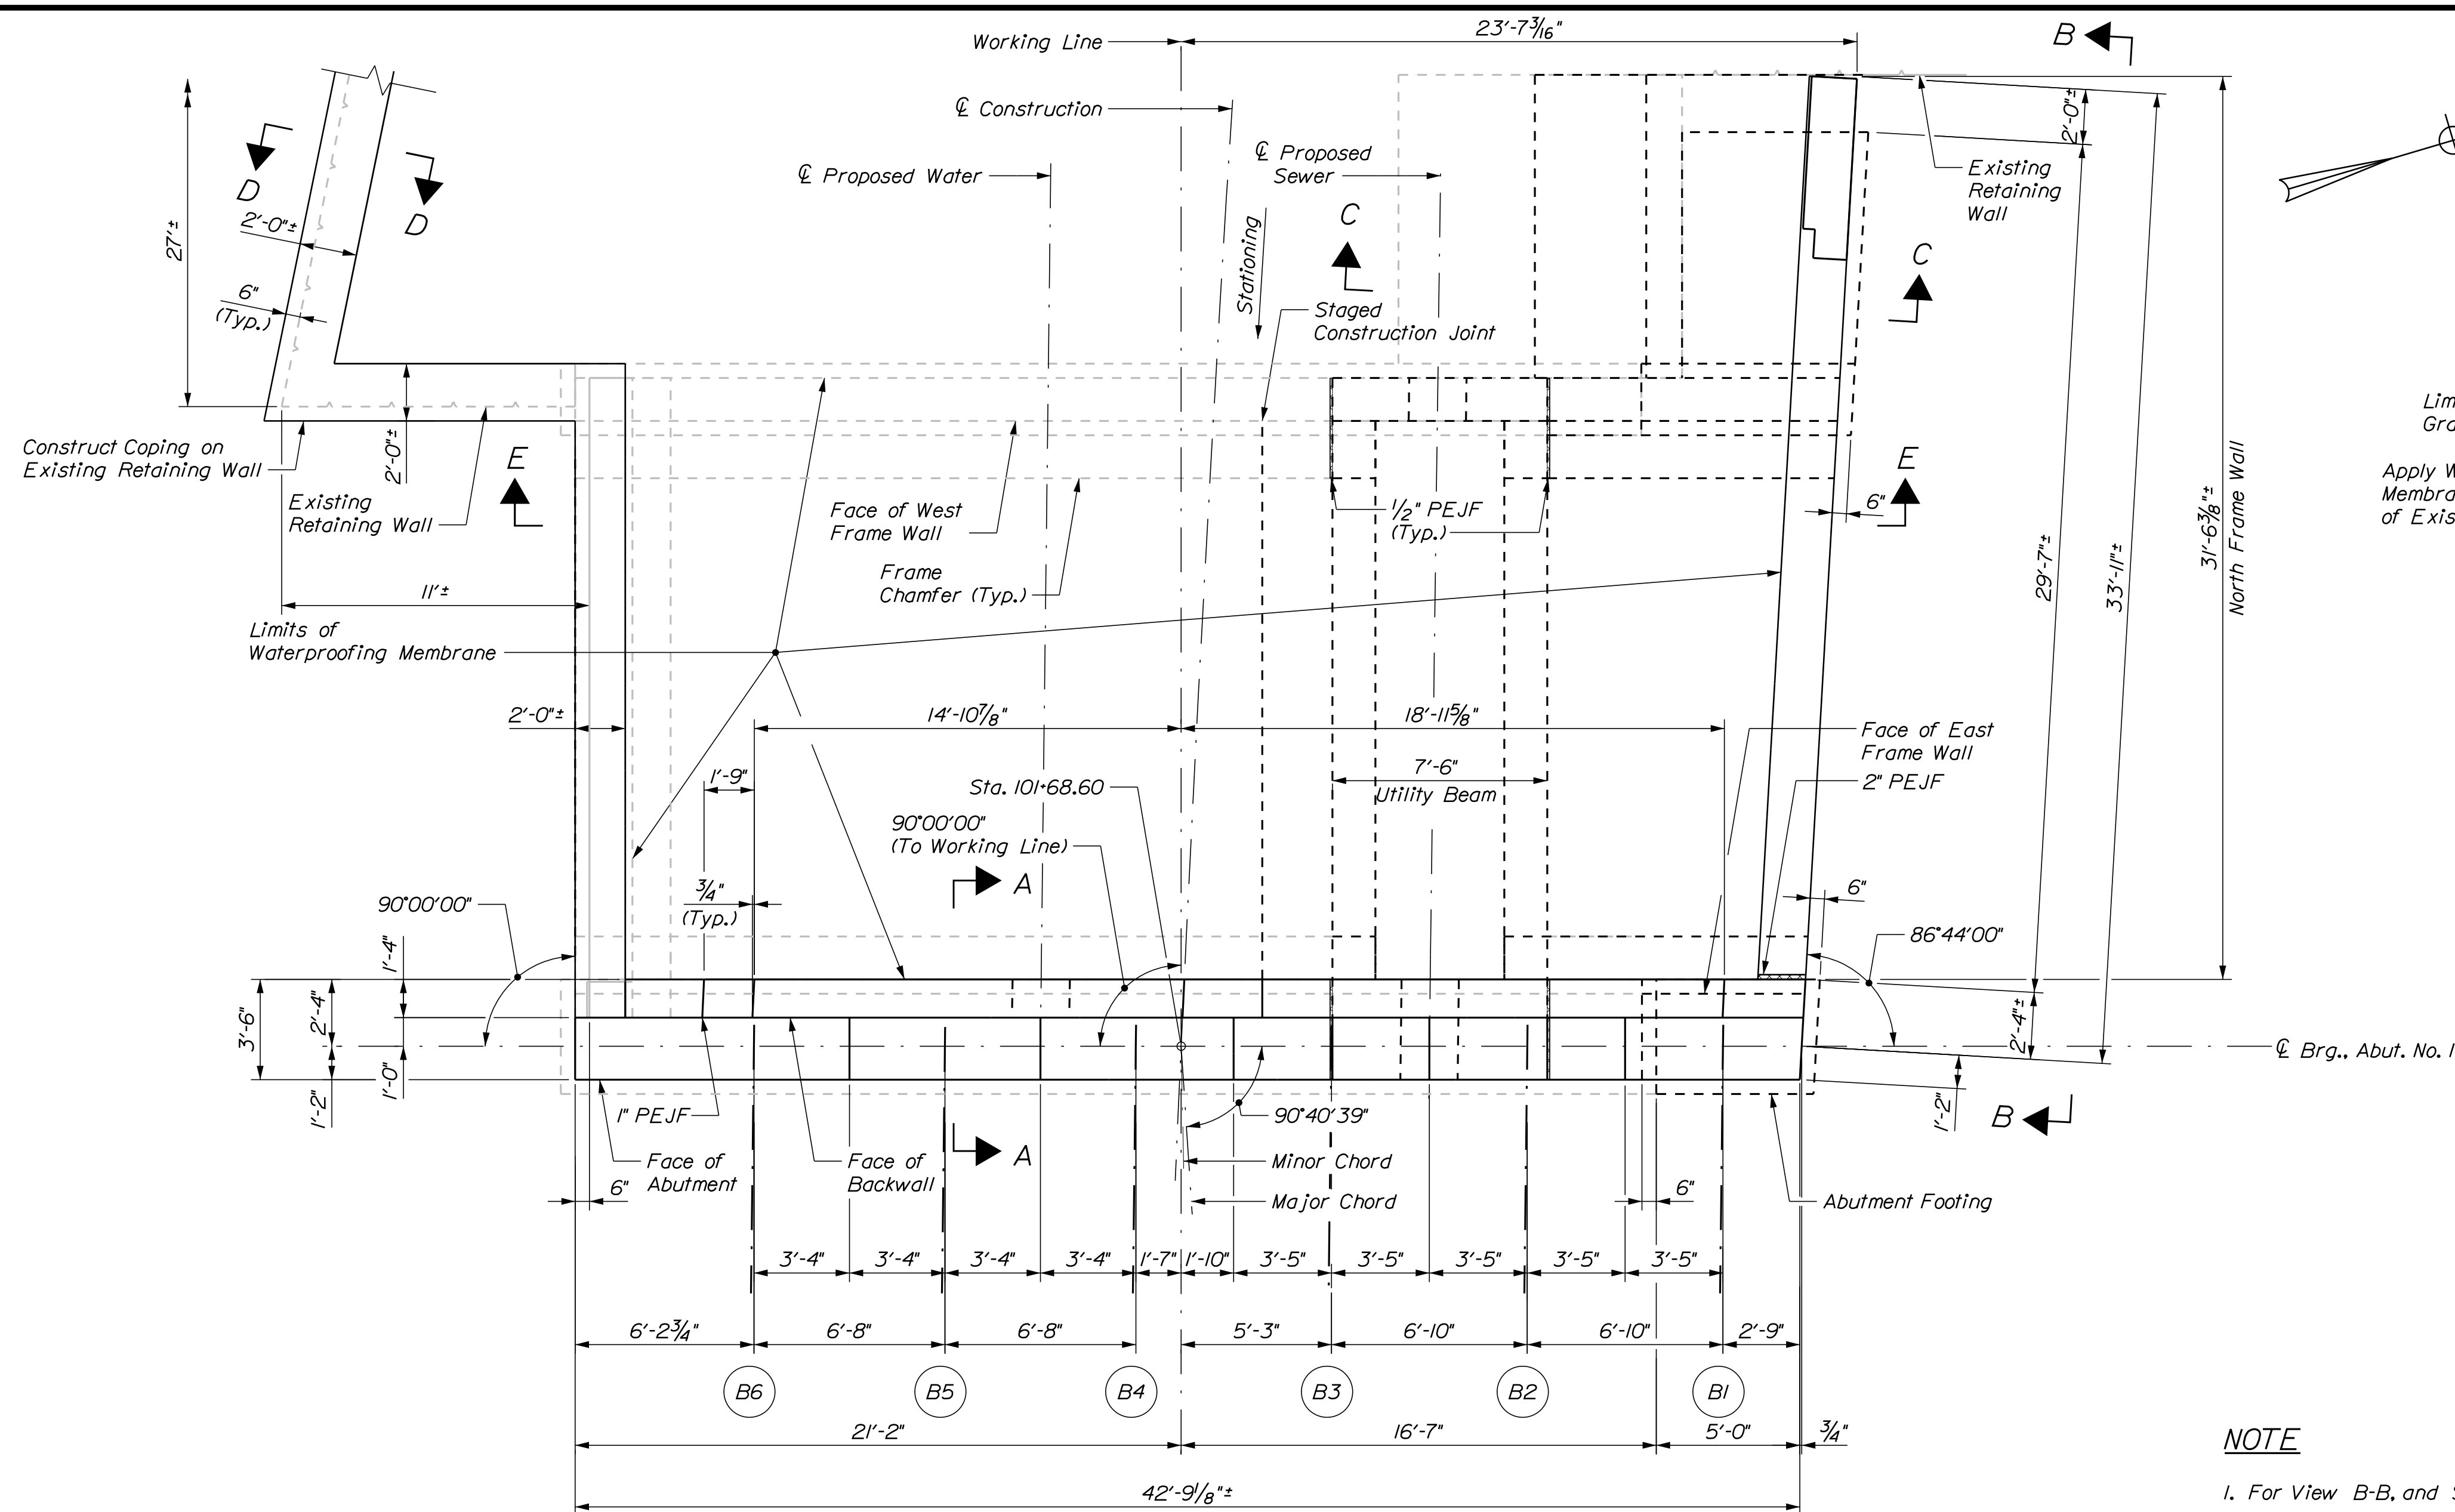 23'-7 3/16"
Working Line
B
℄ Construction
℄ Proposed Water
℄ Proposed
Sewer
Stationing
C
D
D
2'-0"±
27'±
6"
(Typ.)
2'-0"±
Existing
Retaining
Wall
C
Staged
Construction Joint
Construct Coping on
Existing Retaining Wall
2'-0"±
E
Existing
Retaining Wall
Face of West
Frame Wall
1/2" PEJF
(Typ.)
E
6"
Frame
Chamfer (Typ.)
29'-7"±
33'-11"±
31'-6 3/8"±
North Frame Wall
11'±
Limits of
Waterproofing Membrane
2'-0"±
14'-10 7/8"
18'-11 5/8"
Face of East
Frame Wall
2" PEJF
1'-9"
Sta. 101+68.60
7'-6"
Utility Beam
90°00'00"
(To Working Line)
3/4"
(Typ.)
A
6"
90°00'00"
86°44'00"
1'-4"
3'-6"
2'-4"
1'-2"
1'-0"
2'-4"±
℄ Brg., Abut. No. 1
1'-2"
B
1" PEJF
90°40'39"
A
Face of
Abutment
Face of
Backwall
Minor Chord
Major Chord
6"
6"
Abutment Footing
3'-4" 3'-4" 3'-4" 3'-4" 1'-7" 1'-10" 3'-5" 3'-5" 3'-5" 3'-5" 3'-5"
6'-2 3/4" 6'-8" 6'-8" 5'-3" 6'-10" 6'-10" 2'-9"
B6 B5 B4 B3 B2 B1
21'-2" 16'-7" 5'-0" 3/4"
42'-9 1/8"±
Apply
of
NOTE
1. For View B-B, and